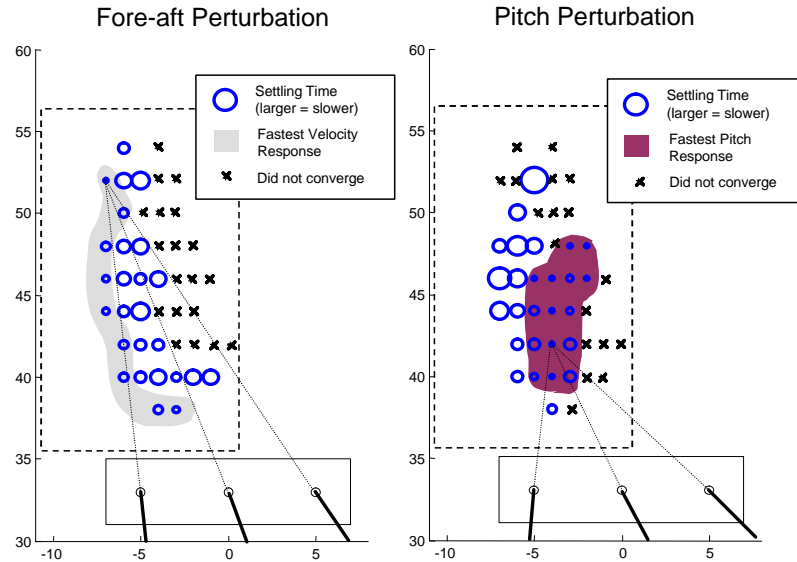 Fore-aft Perturbation
Pitch Perturbation
60
55
50
45
40
35
30
-10
-5
0
5
Settling Time
(larger = slower)
Fastest Velocity
Response
Did not converge
60
55
50
45
40
35
30
-10
-5
0
5
Settling Time
(larger = slower)
Fastest Pitch
Response
Did not converge